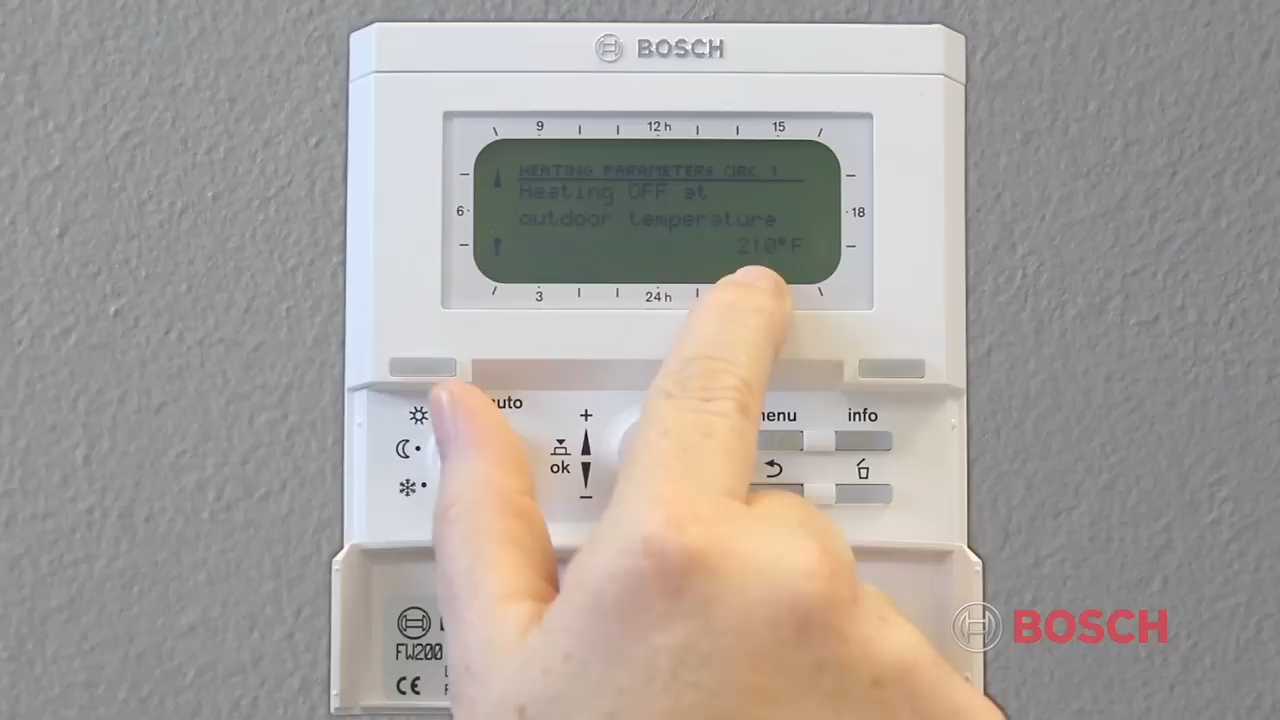 BOSCH
9 12 h 15
HEATING PARAMETERS CIRC. 1
Heating OFF at
6 18
outdoor temperature
210°F
3 24 h
auto
menu info
ok
BOSCH
FW200
CE